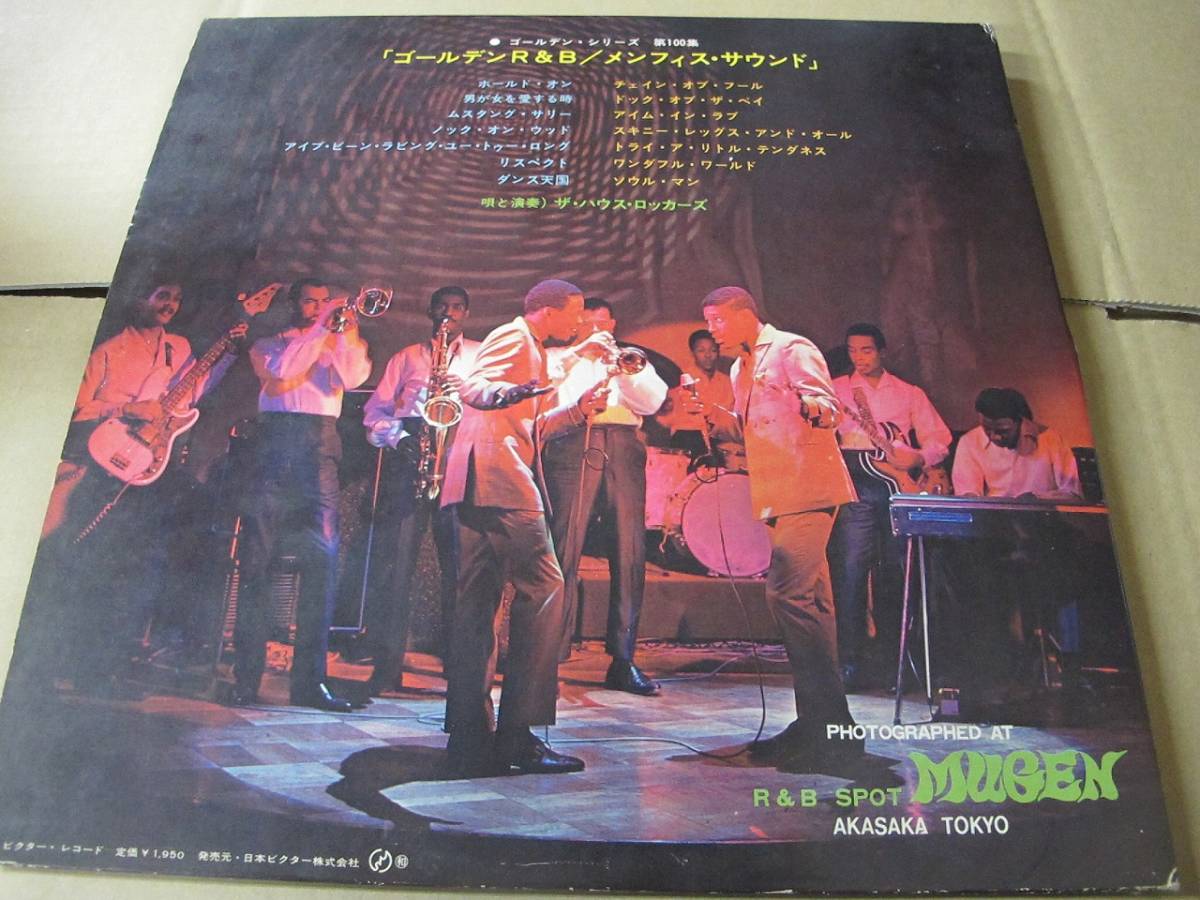 ● ゴールデン・シリーズ 第100集
「ゴールデンR&B/メンフィス・サウンド」
ホールド・オン
男が女を愛する時
ムスタング・サリー
ノック・オン・ウッド
アイブ・ビーン・ラビング・ユー・トゥー・ロング
リスペクト
ダンス天国
チェイン・オブ・フール
ドック・オブ・ザ・ベイ
アイム・イン・ラブ
スキニー・レッグス・アンド・オール
トライ・ア・リトル・テンダネス
ワンダフル・ワールド
ソウル・マン
唄と演奏)ザ・ハウス・ロッカーズ
PHOTOGRAPHED AT
R&B SPOT MUGEN
AKASAKA TOKYO
ビクター・レコード 定価¥1,950 発売元・日本ビクター株式会社 ㊒